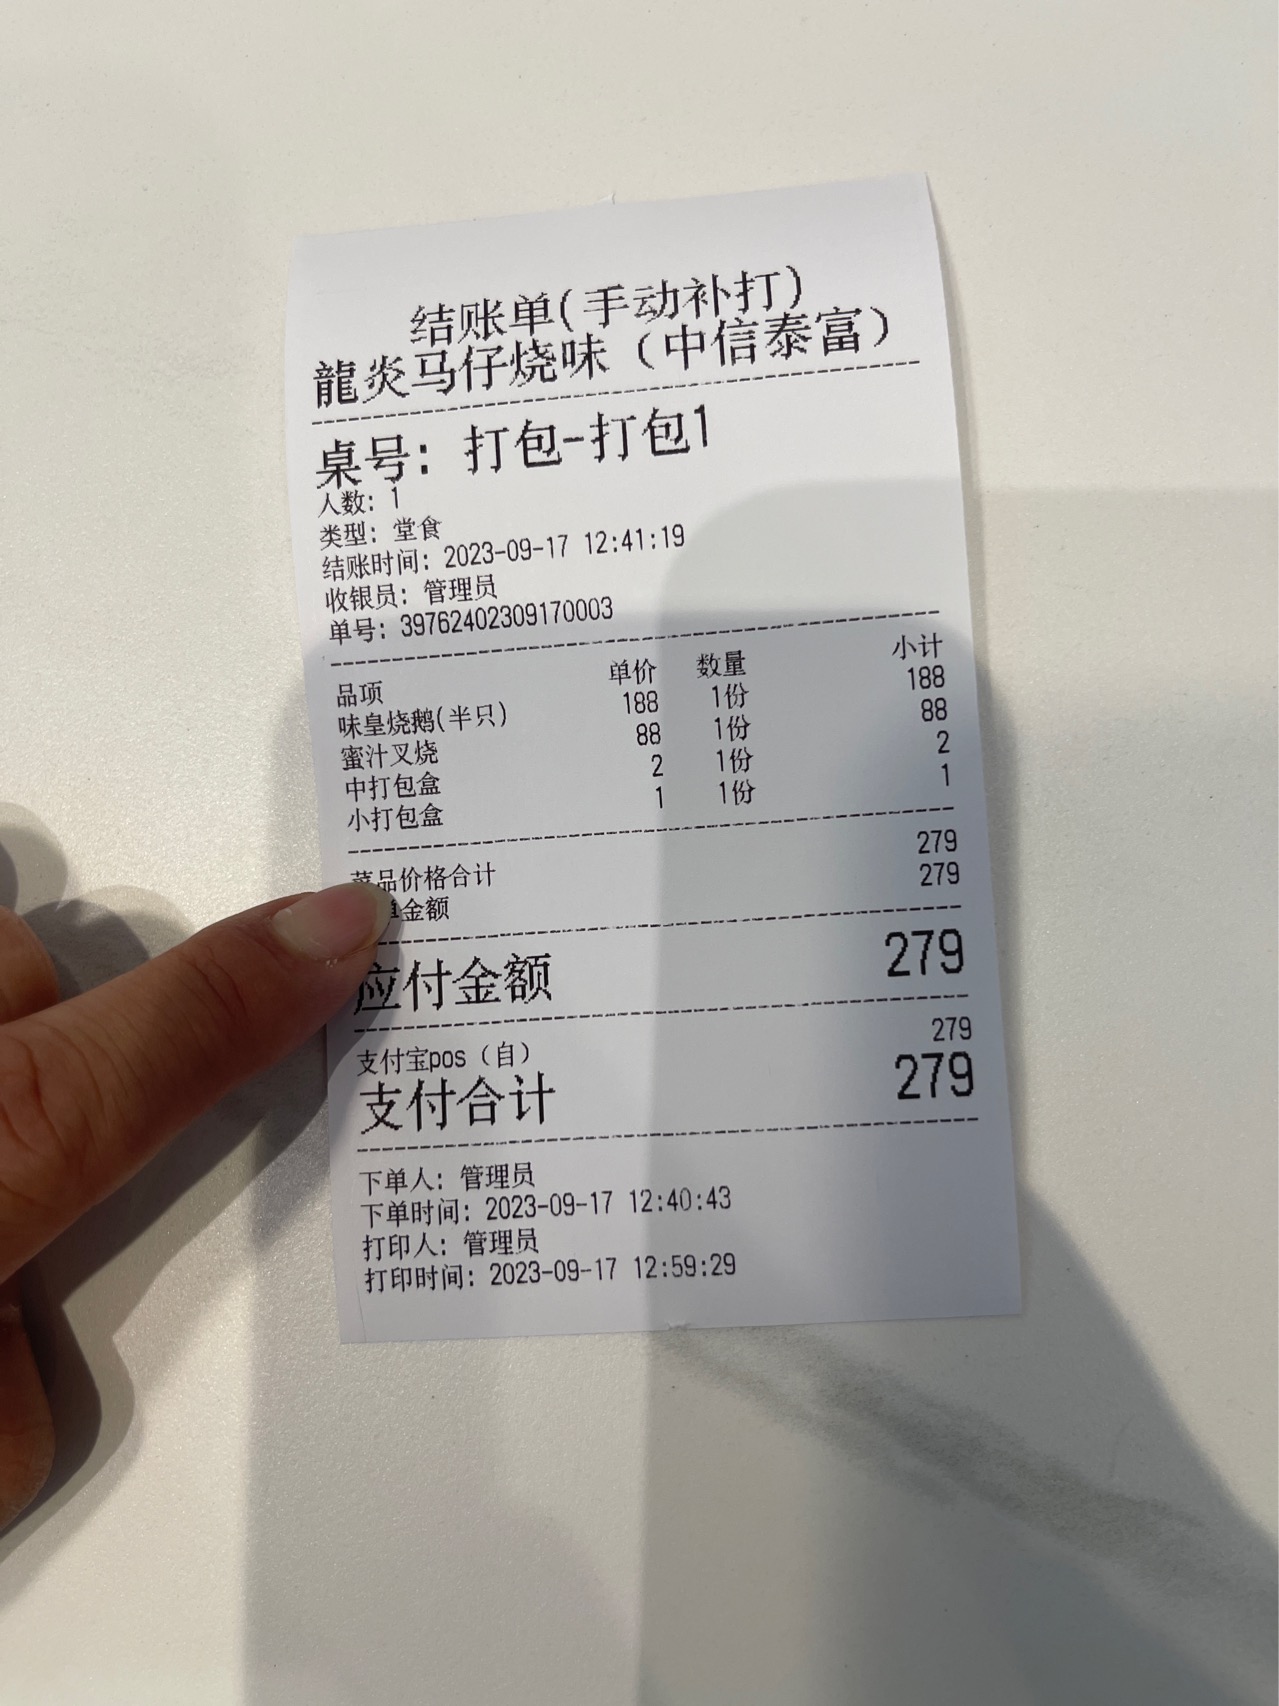 结账单(手动补打)
龍炎马仔烧味（中信泰富）
桌号: 打包-打包1
人数: 1
类型: 堂食
结账时间: 2023-09-17 12:41:19
收银员: 管理员
单号: 39762402309170003
品项 单价 数量 小计
味皇烧鹅(半只) 188 1份 188
蜜汁叉烧 88 1份 88
中打包盒 2 1份 2
小打包盒 1 1份 1
菜品价格合计 279
单金额 279
应付金额 279
支付宝pos（自） 279
支付合计 279
下单人: 管理员
下单时间: 2023-09-17 12:40:43
打印人: 管理员
打印时间: 2023-09-17 12:59:29